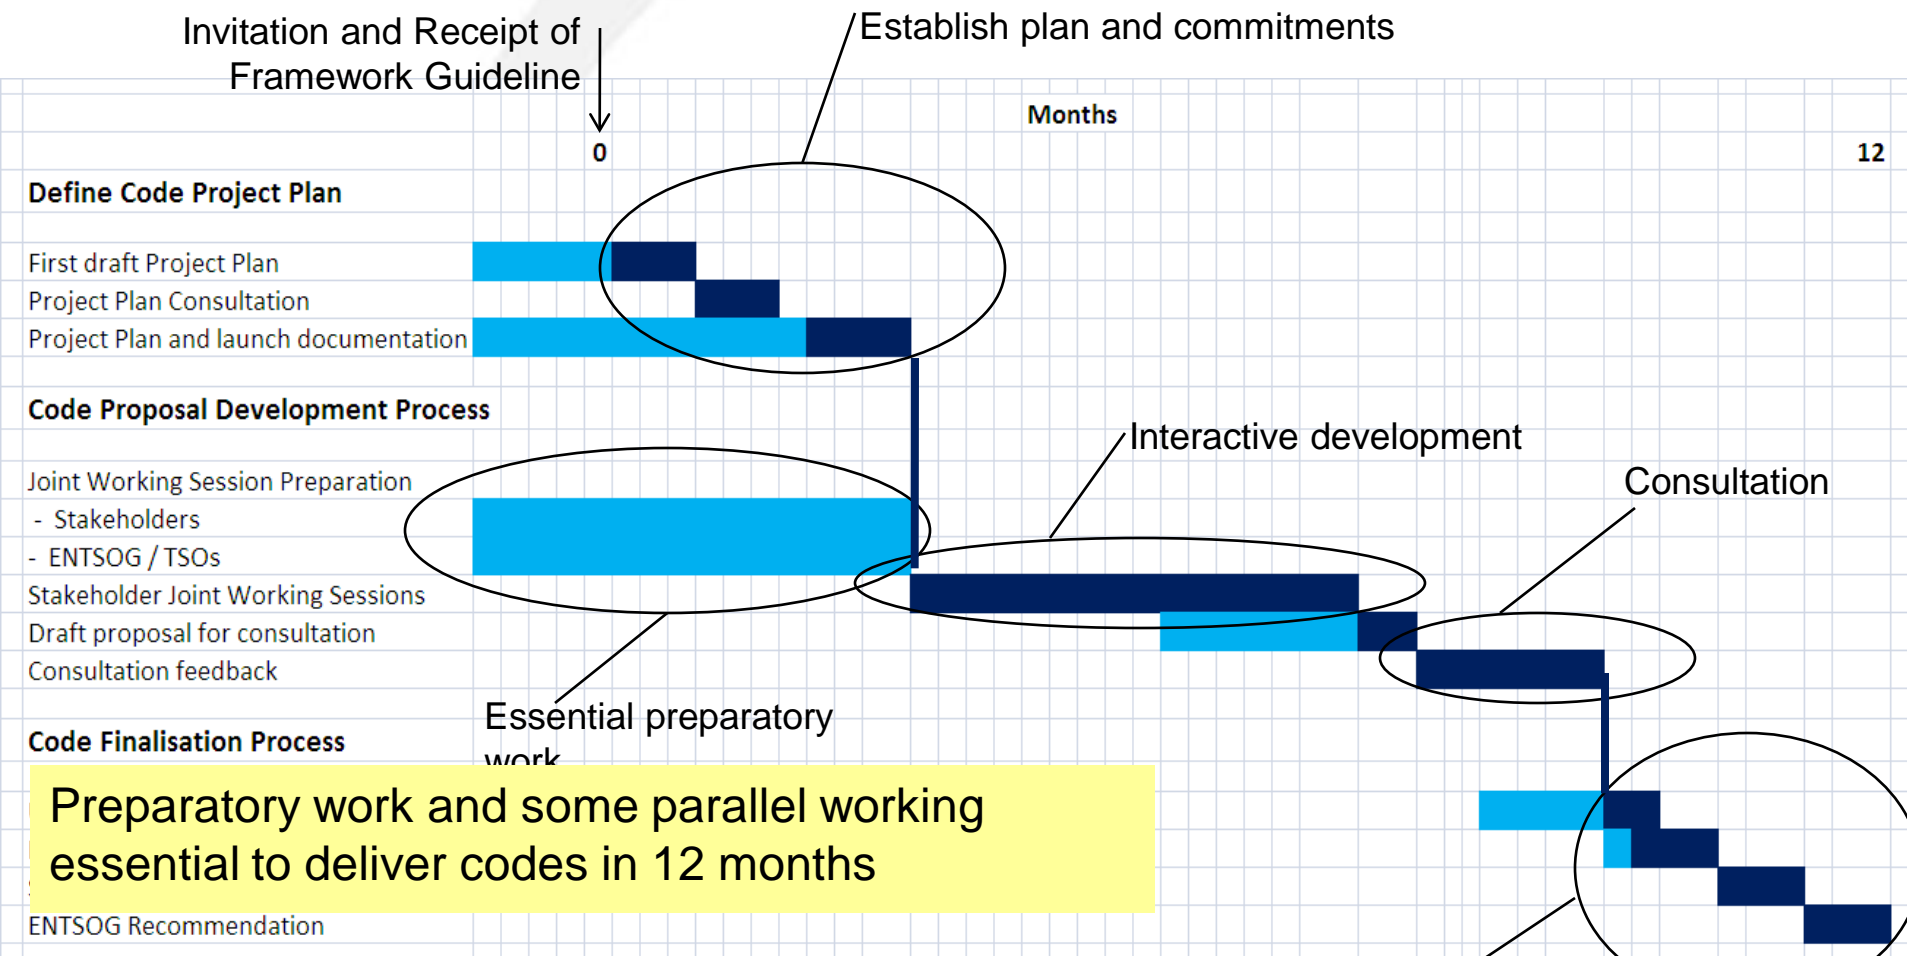 Invitation and Receipt of
Framework Guideline
Establish plan and commitments
Months
0
12
Define Code Project Plan
First draft Project Plan
Project Plan Consultation
Project Plan and launch documentation
Code Proposal Development Process
Interactive development
Consultation
Joint Working Session Preparation
- Stakeholders
- ENTSOG / TSOs
Stakeholder Joint Working Sessions
Draft proposal for consultation
Consultation feedback
Essential preparatory
work
Code Finalisation Process
Preparatory work and some parallel working
essential to deliver codes in 12 months
ENTSOG Recommendation